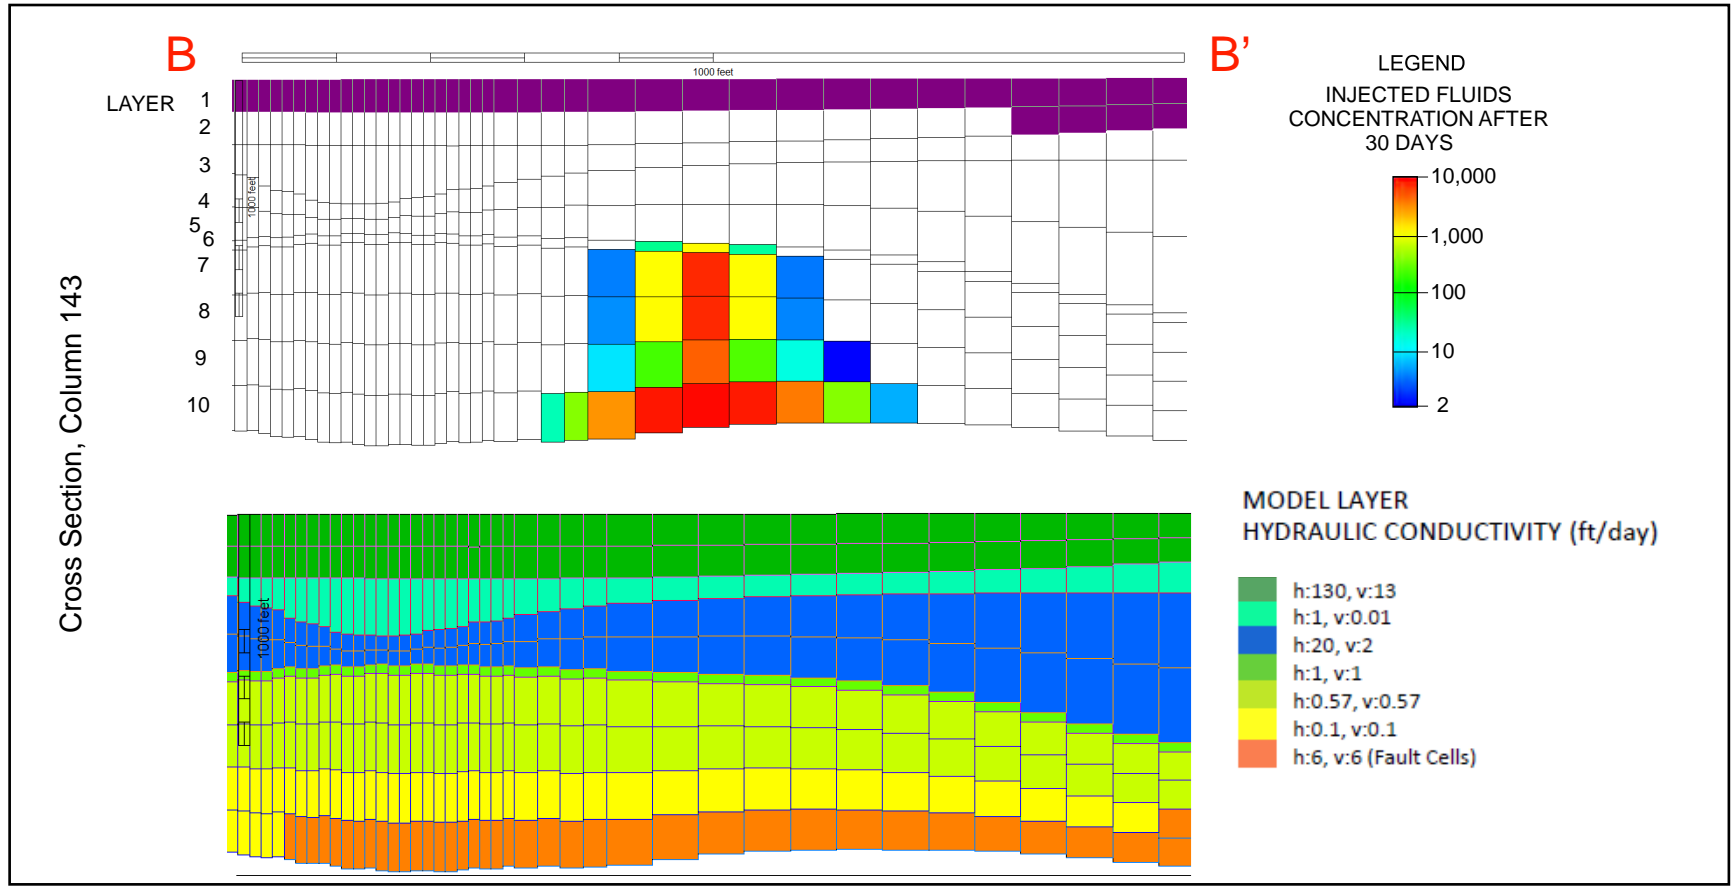 B
B’
1000 feet
LAYER
1
2
3
4
5
6
7
8
9
10
1000 feet
Cross Section, Column 143
LEGEND
INJECTED FLUIDS
CONCENTRATION AFTER
30 DAYS
10,000
1,000
100
10
2
1000 feet
MODEL LAYER
HYDRAULIC CONDUCTIVITY (ft/day)
h:130, v:13
h:1, v:0.01
h:20, v:2
h:1, v:1
h:0.57, v:0.57
h:0.1, v:0.1
h:6, v:6 (Fault Cells)